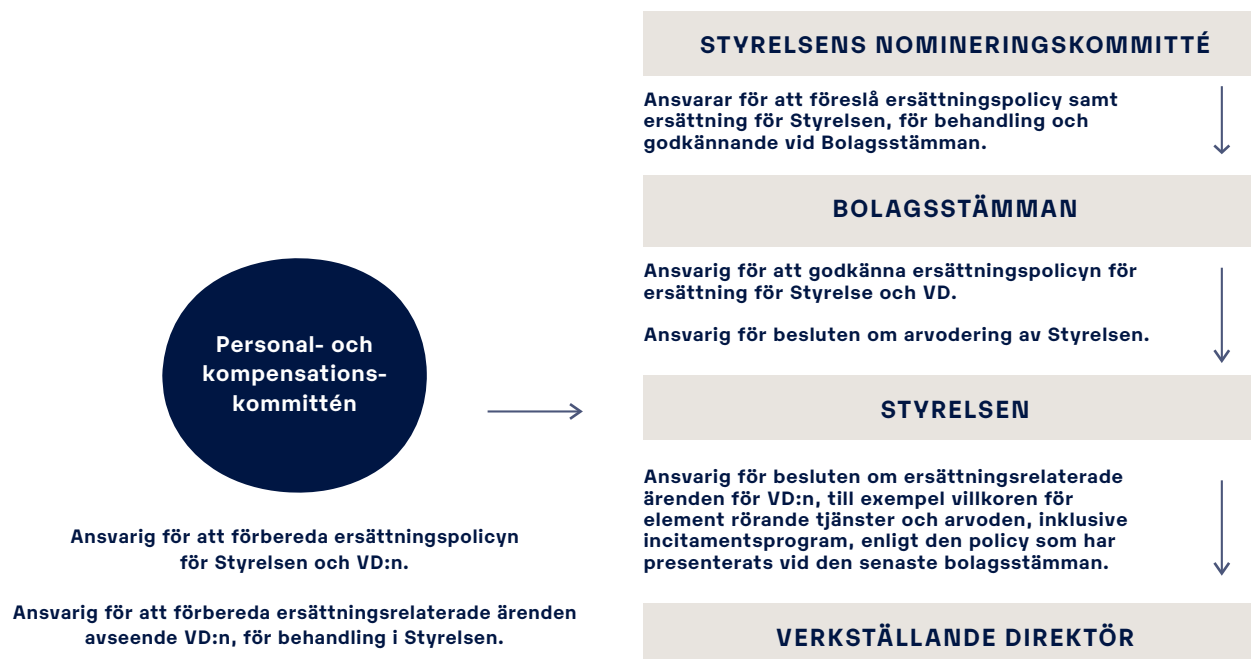 STYRELSENS NOMINERINGSKOMMITTÉ
Ansvarar för att föreslå ersättningspolicy samt
ersättning för Styrelsen, för behandling och
godkännande vid Bolagsstämman.
BOLAGSSTÄMMAN
Ansvarig för att godkänna ersättningspolicyn för
ersättning för Styrelse och VD.
Ansvarig för besluten om arvodering av Styrelsen.
Personal- och
kompensations-
kommittén
Ansvarig för att förbereda ersättningspolicyn
för Styrelsen och VD:n.
Ansvarig för att förbereda ersättningsrelaterade ärenden
avseende VD:n, för behandling i Styrelsen.
STYRELSEN
Ansvarig för besluten om ersättningsrelaterade
ärenden för VD:n, till exempel villkoren för
element rörande tjänster och arvoden, inklusive
incitamentsprogram, enligt den policy som har
presenterats vid den senaste bolagsstämman.
VERKSTÄLLANDE DIREKTÖR